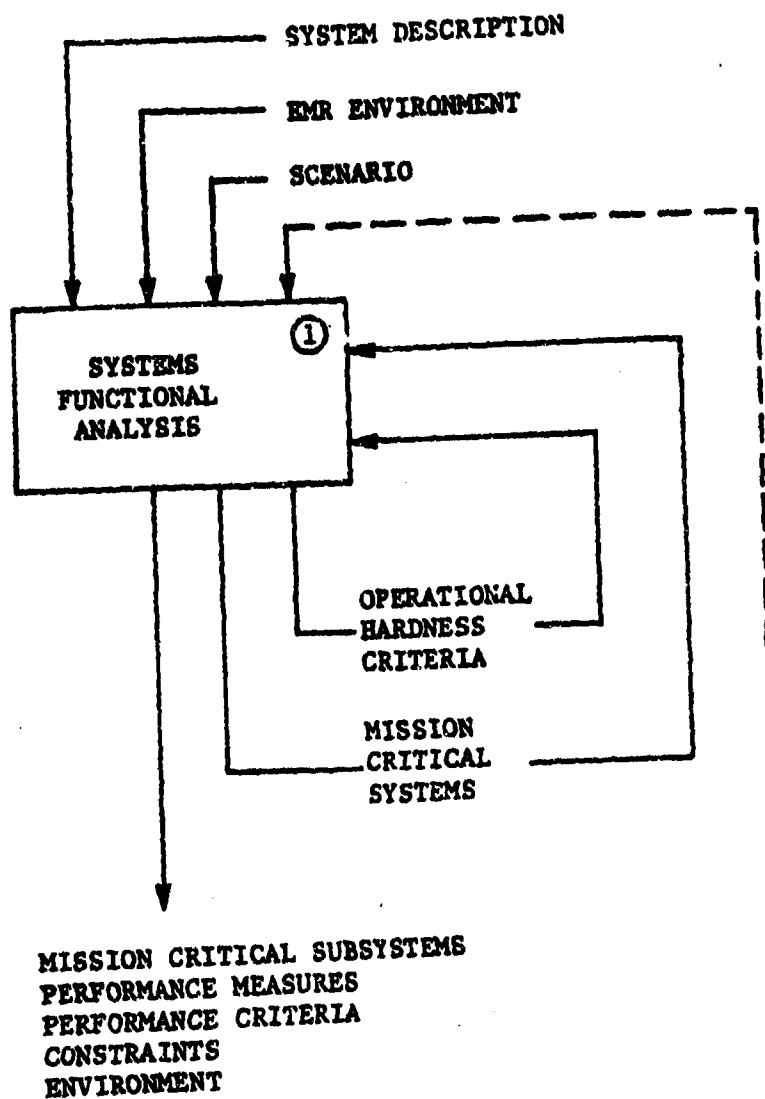 SYSTEM DESCRIPTION
EMR ENVIRONMENT
SCENARIO
1
SYSTEMS
FUNCTIONAL
ANALYSIS
OPERATIONAL
HARDNESS
CRITERIA
MISSION
CRITICAL
SYSTEMS
MISSION CRITICAL SUBSYSTEMS
PERFORMANCE MEASURES
PERFORMANCE CRITERIA
CONSTRAINTS
ENVIRONMENT